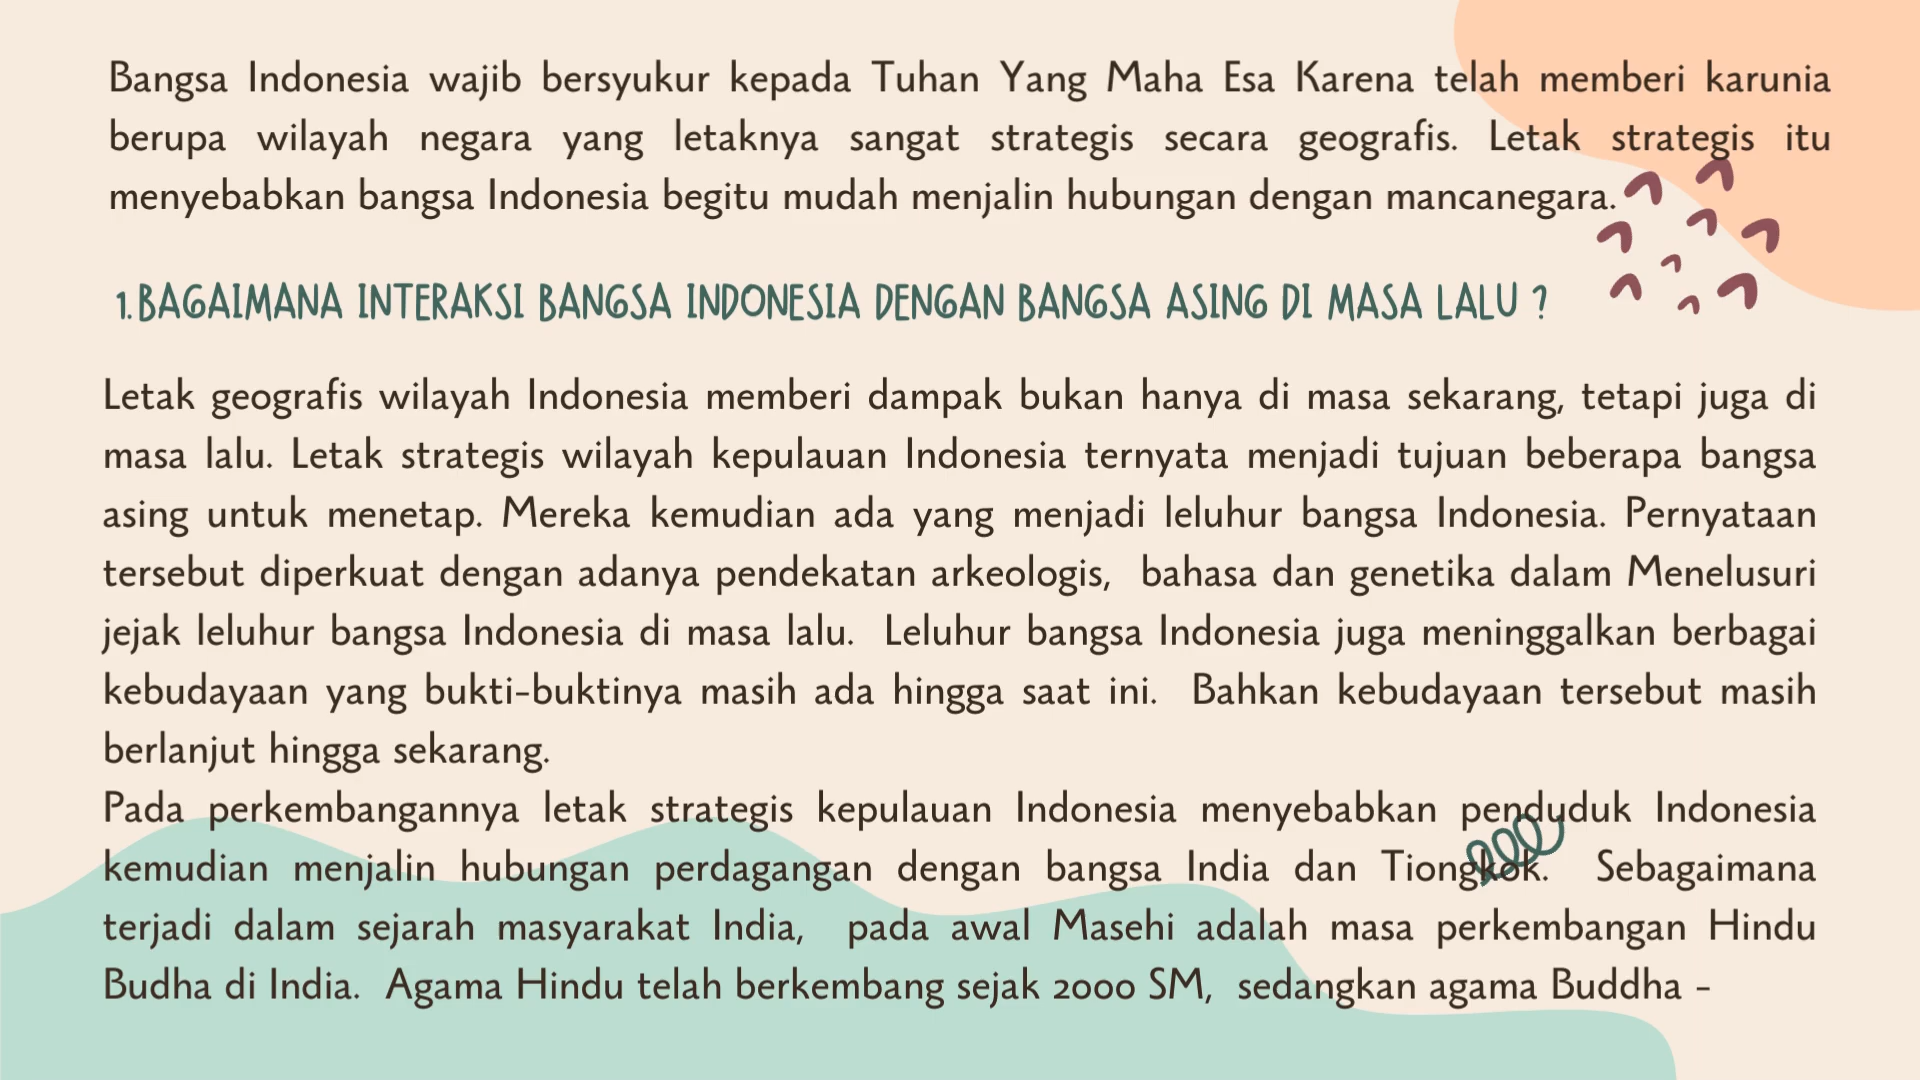 Bangsa Indonesia wajib bersyukur kepada Tuhan Yang Maha Esa Karena telah memberi karunia
berupa wilayah negara yang letaknya sangat strategis secara geografis. Letak strategis itu
menyebabkan bangsa Indonesia begitu mudah menjalin hubungan dengan mancanegara.
1. BAGAIMANA INTERAKSI BANGSA INDONESIA DENGAN BANGSA ASING DI MASA LALU ?
Letak geografis wilayah Indonesia memberi dampak bukan hanya di masa sekarang, tetapi juga di
masa lalu. Letak strategis wilayah kepulauan Indonesia ternyata menjadi tujuan beberapa bangsa
asing untuk menetap. Mereka kemudian ada yang menjadi leluhur bangsa Indonesia. Pernyataan
tersebut diperkuat dengan adanya pendekatan arkeologis, bahasa dan genetika dalam Menelusuri
jejak leluhur bangsa Indonesia di masa lalu. Leluhur bangsa Indonesia juga meninggalkan berbagai
kebudayaan yang bukti-buktinya masih ada hingga saat ini. Bahkan kebudayaan tersebut masih
berlanjut hingga sekarang.
Pada perkembangannya letak strategis kepulauan Indonesia menyebabkan penduduk Indonesia
kemudian menjalin hubungan perdagangan dengan bangsa India dan Tiongkok. Sebagaimana
terjadi dalam sejarah masyarakat India, pada awal Masehi adalah masa perkembangan Hindu
Budha di India. Agama Hindu telah berkembang sejak 2000 SM, sedangkan agama Buddha -